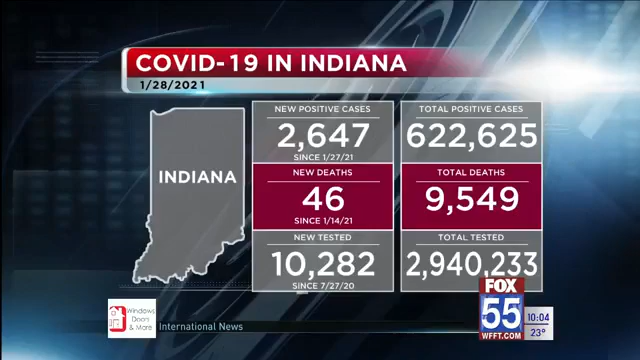 COVID-19 IN INDIANA
1/28/2021
INDIANA
NEW POSITIVE CASES
2,647
SINCE 1/27/21
TOTAL POSITIVE CASES
622,625
NEW DEATHS
46
SINCE 1/14/21
TOTAL DEATHS
9,549
NEW TESTED
10,282
SINCE 7/27/20
TOTAL TESTED
2,940,233
Windows
Doors
& More
International News
FOX
55
WFFT.COM
10:04
23°